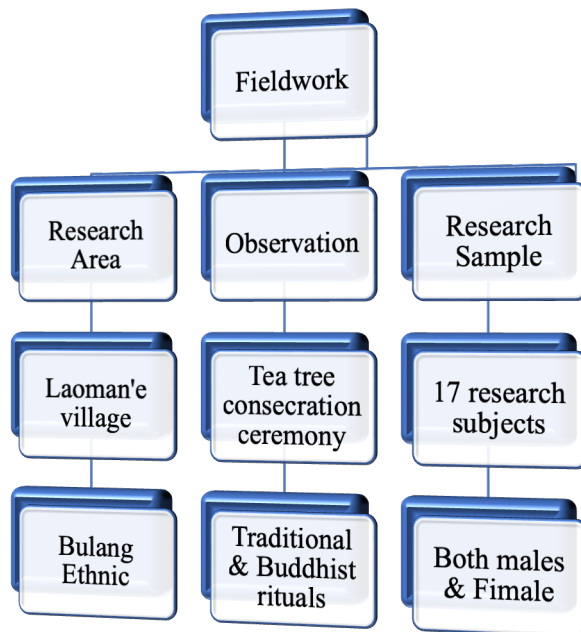 Fieldwork
Research
Area
Observation
Research
Sample
Laoman'e
village
Tea tree
consecration
ceremony
17 research
subjects
Bulang
Ethnic
Traditional
& Buddhist
rituals
Both males
& Fimale